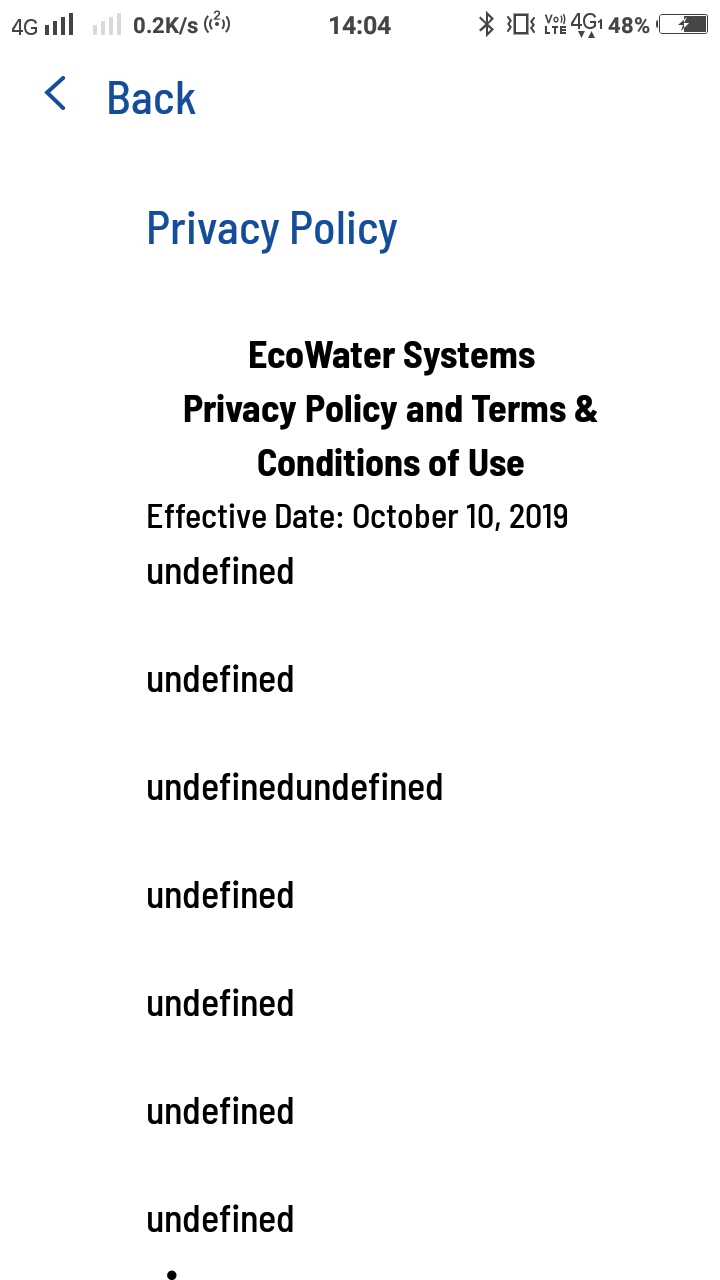 4G 0.2K/s 2 14:04 Vo)) LTE 4G1 48%
Back
Privacy Policy
EcoWater Systems
Privacy Policy and Terms &
Conditions of Use
Effective Date: October 10, 2019
undefined
undefined
undefinedundefined
undefined
undefined
undefined
undefined
•